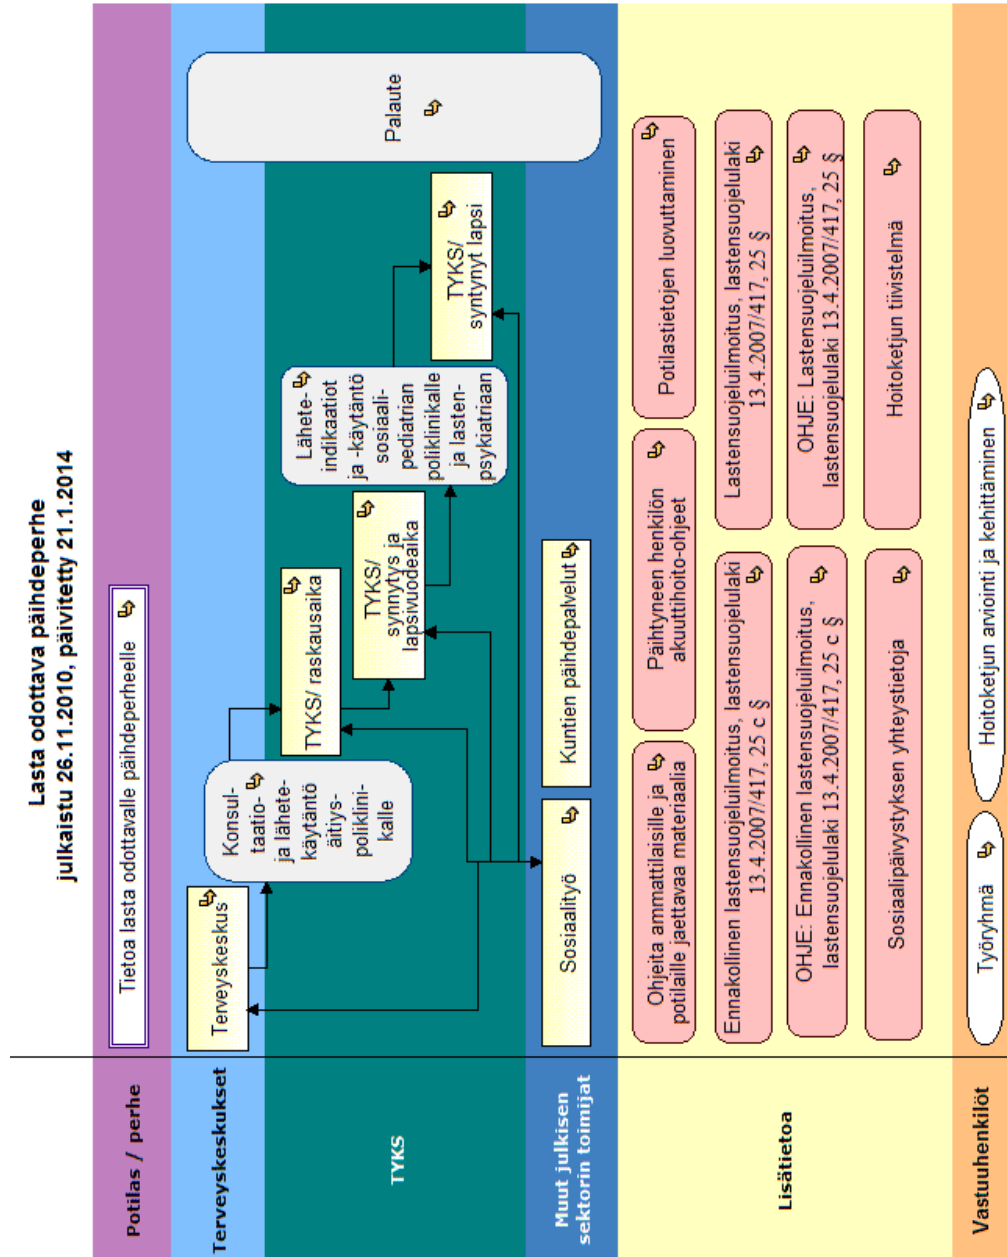 Lasta odottava päihdeperhe
julkaistu 26.11.2010, päivitetty 21.1.2014
Potilas / perhe
Tietoa lasta odottavalle päihdeperheelle
Terveyskeskukset
Terveyskeskus
Konsul-
taatio-
ja lähete-
käytäntö
äitiys-
poliklini-
kalle
Palaute
TYKS
TYKS/ raskausaika
TYKS/
synnytys ja
lapsivuodeaika
Lähete-
indikaatiot
ja -käytäntö
sosiaali-
pediatrian
poliklinikalle
ja lasten-
psykiatriaan
TYKS/
syntynyt lapsi
Muut julkisen
sektorin toimijat
Sosiaalityö
Kuntien päihdepalvelut
Lisätietoa
Ohjeita ammattilaisille ja
potilaille jaettavaa materiaalia
Päihtyneen henkilön
akuuttihoito-ohjeet
Potilastietojen luovuttaminen
Ennakollinen lastensuojeluilmoitus, lastensuojelulaki
13.4.2007/417, 25 c §
Lastensuojeluilmoitus, lastensuojelulaki
13.4.2007/417, 25 §
OHJE: Ennakollinen lastensuojeluilmoitus,
lastensuojelulaki 13.4.2007/417, 25 c §
OHJE: Lastensuojeluilmoitus,
lastensuojelulaki 13.4.2007/417, 25 §
Sosiaalipäivystyksen yhteystietoja
Hoitoketjun tiivistelmä
Vastuuhenkilöt
Työryhmä
Hoitoketjun arviointi ja kehittäminen